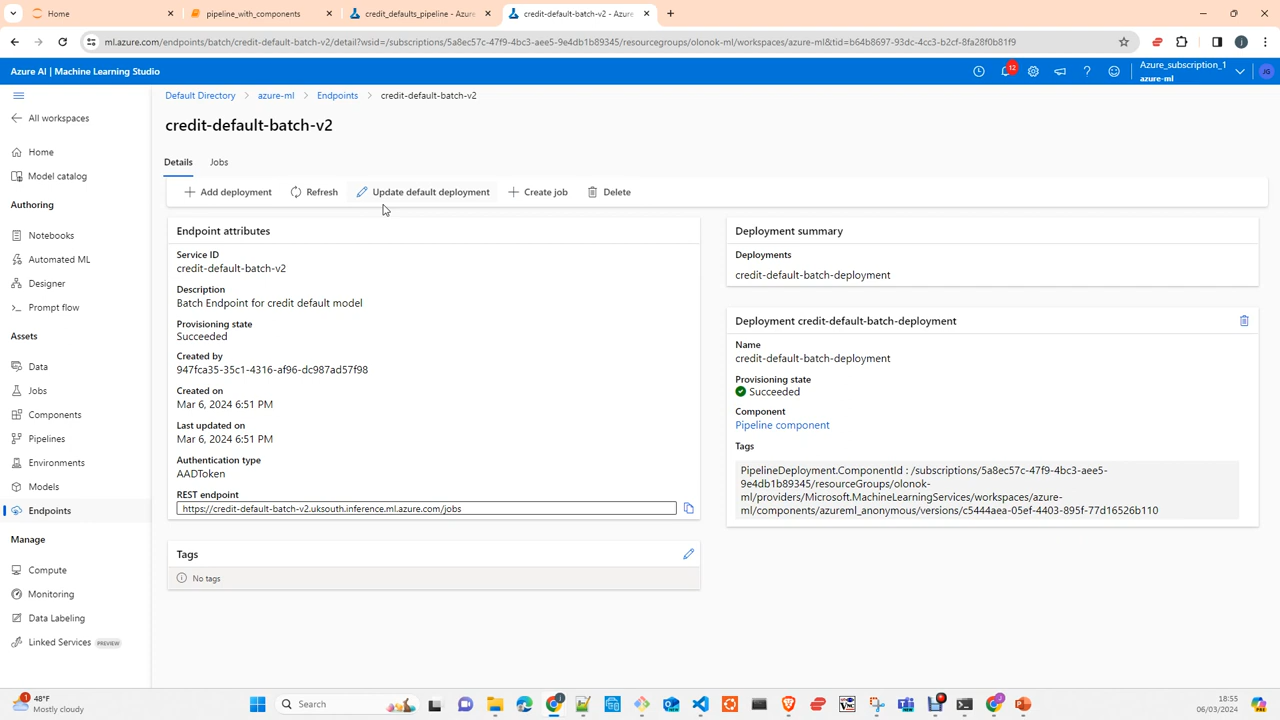 Home
pipeline_with_components
credit_defaults_pipeline - Azure
credit-default-batch-v2 - Azure
ml.azure.com/endpoints/batch/credit-default-batch-v2/detail?wsid=/subscriptions/5a8ec57c-47f9-4bc3-aee5-9e4db1b89345/resourcegroups/olonok-ml/workspaces/azure-ml&tid=b64b8697-93dc-4cc3-b2cf-8fa28f0b81f9
Azure AI | Machine Learning Studio
12
Azure_subscription_1
azure-ml
JG
Default Directory > azure-ml > Endpoints > credit-default-batch-v2
All workspaces
Home
Model catalog
Authoring
Notebooks
Automated ML
Designer
Prompt flow
Assets
Data
Jobs
Components
Pipelines
Environments
Models
Endpoints
Manage
Compute
Monitoring
Data Labeling
Linked Services PREVIEW
credit-default-batch-v2
Details Jobs
Add deployment Refresh Update default deployment Create job Delete
Endpoint attributes
Service ID
credit-default-batch-v2
Description
Batch Endpoint for credit default model
Provisioning state
Succeeded
Created by
947fca35-35c1-4316-af96-dc987ad57f98
Created on
Mar 6, 2024 6:51 PM
Last updated on
Mar 6, 2024 6:51 PM
Authentication type
AADToken
REST endpoint
https://credit-default-batch-v2.uksouth.inference.ml.azure.com/jobs
Tags
No tags
Deployment summary
Deployments
credit-default-batch-deployment
Deployment credit-default-batch-deployment
Name
credit-default-batch-deployment
Provisioning state
Succeeded
Component
Pipeline component
Tags
PipelineDeployment.ComponentId : /subscriptions/5a8ec57c-47f9-4bc3-aee5-
9e4db1b89345/resourceGroups/olonok-
ml/providers/Microsoft.MachineLearningServices/workspaces/azure-
ml/components/azureml_anonymous/versions/c5444aea-05ef-4403-895f-77d16526b110
1
48°F
Mostly cloudy
Search
18:55
06/03/2024